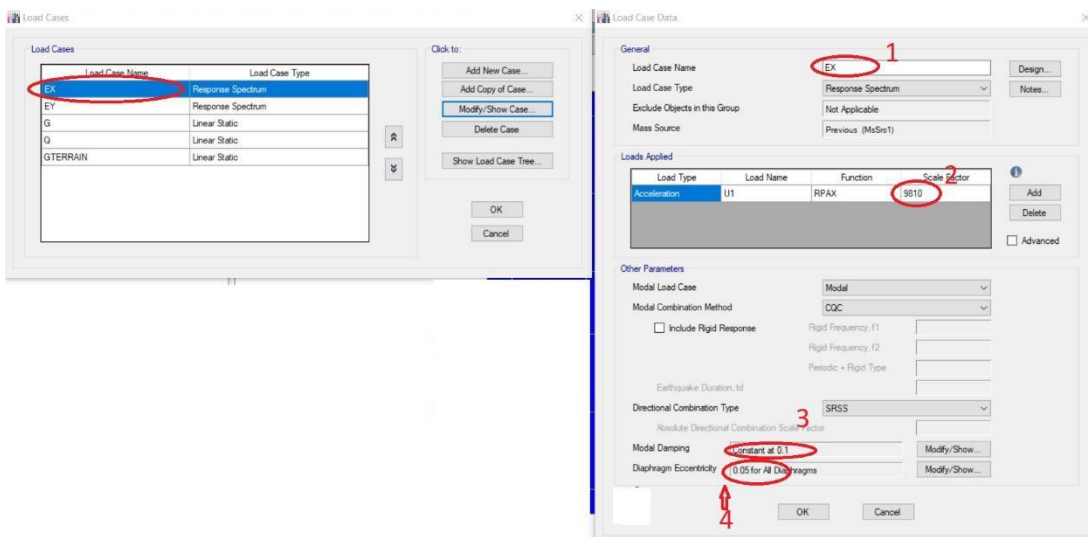 Load Cases
Load Cases
Click to:
Load Case Name Load Case Type
EX Response Spectrum
EY Response Spectrum
G Linear Static
Q Linear Static
GTERRAIN Linear Static
Add New Case...
Add Copy of Case...
Modify/Show Case...
Delete Case
Show Load Case Tree...
OK
Cancel
Load Case Data
General
Load Case Name EX 1 Design...
Load Case Type Response Spectrum Notes...
Exclude Objects in this Group Not Applicable
Mass Source Previous (MsSrc1)
Loads Applied
Load Type Load Name Function Scale Factor 2
Acceleration U1 RPAX 9810 Add
Delete
Advanced
Other Parameters
Modal Load Case Modal
Modal Combination Method CQC
Include Rigid Response Rigid Frequency, f1
Rigid Frequency, f2
Periodic + Rigid Type
Earthquake Duration, td
Directional Combination Type SRSS
Absolute Directional Combination Scale Factor 3
Modal Damping Constant at 0.1 Modify/Show...
Diaphragm Eccentricity 0.05 for All Diaphragms Modify/Show...
4
OK Cancel